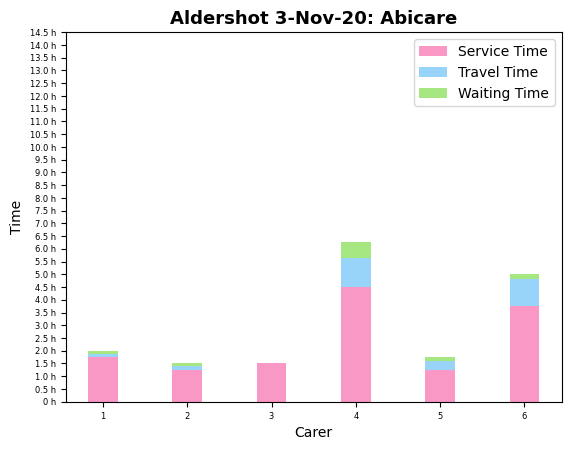 Aldershot 3-Nov-20: Abicare
Service Time
Travel Time
Waiting Time
Time
14.5 h
14.0 h
13.5 h
13.0 h
12.5 h
12.0 h
11.5 h
11.0 h
10.5 h
10.0 h
9.5 h
9.0 h
8.5 h
8.0 h
7.5 h
7.0 h
6.5 h
6.0 h
5.5 h
5.0 h
4.5 h
4.0 h
3.5 h
3.0 h
2.5 h
2.0 h
1.5 h
1.0 h
0.5 h
0 h
1 2 3 4 5 6
Carer